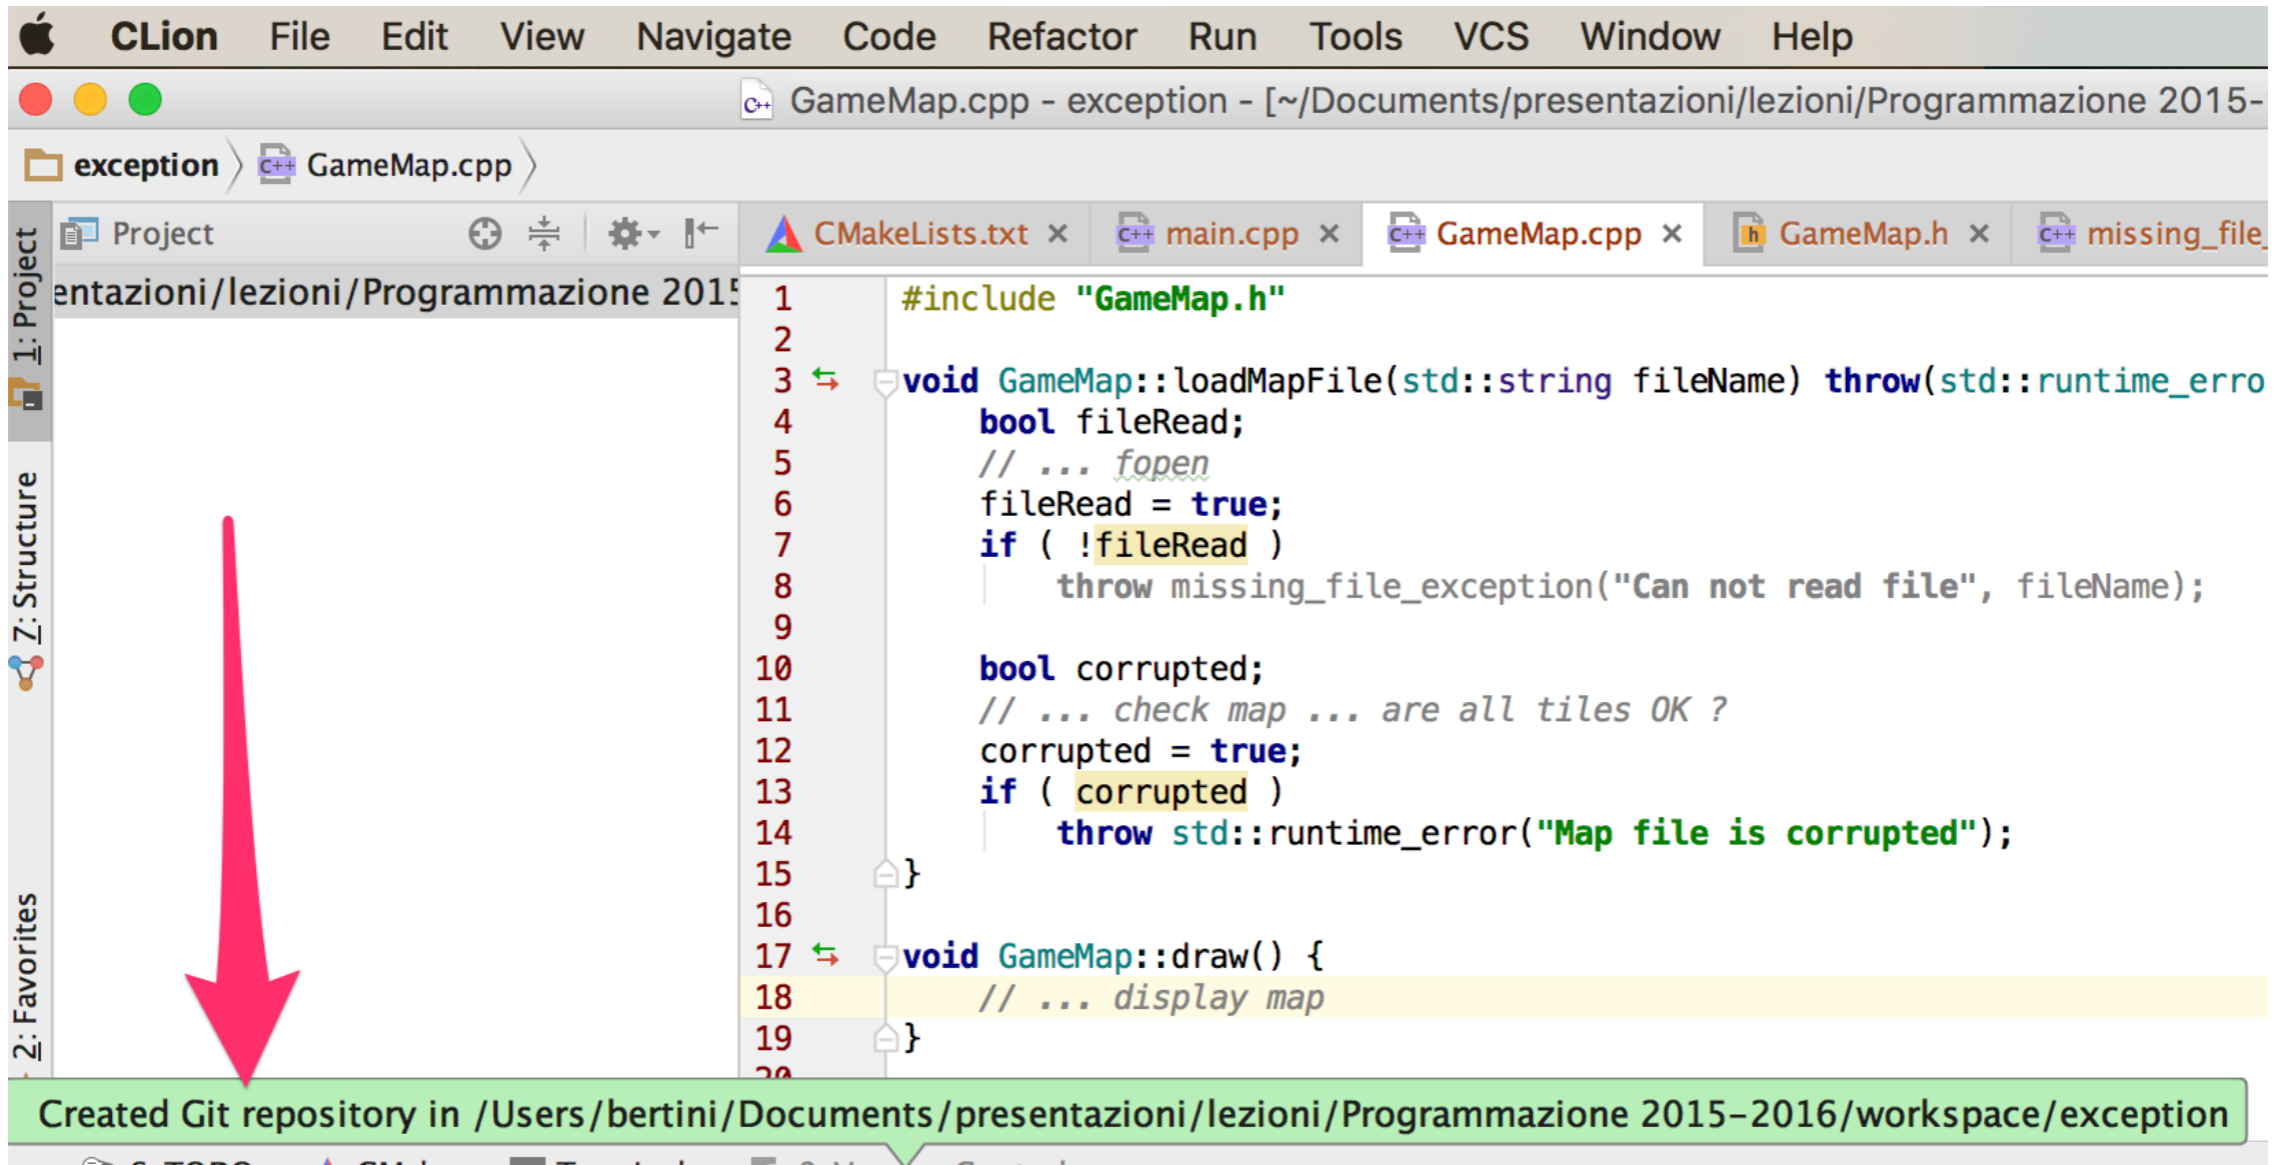 CLion File Edit View Navigate Code Refactor Run Tools VCS Window Help
GameMap.cpp - exception - [~/Documents/presentazioni/lezioni/Programmazione 2015-
exception GameMap.cpp
1: Project
7: Structure
2: Favorites
Project
entazioni/lezioni/Programmazione 201
CMakeLists.txt × main.cpp × GameMap.cpp × GameMap.h × missing_file_
1 #include "GameMap.h"
2
3 void GameMap::loadMapFile(std::string fileName) throw(std::runtime_erro
4 bool fileRead;
5 // ... fopen
6 fileRead = true;
7 if ( !fileRead )
8 throw missing_file_exception("Can not read file", fileName);
9
10 bool corrupted;
11 // ... check map ... are all tiles OK ?
12 corrupted = true;
13 if ( corrupted )
14 throw std::runtime_error("Map file is corrupted");
15 }
16
17 void GameMap::draw() {
18 // ... display map
19 }
20
Created Git repository in /Users/bertini/Documents/presentazioni/lezioni/Programmazione 2015-2016/workspace/exception